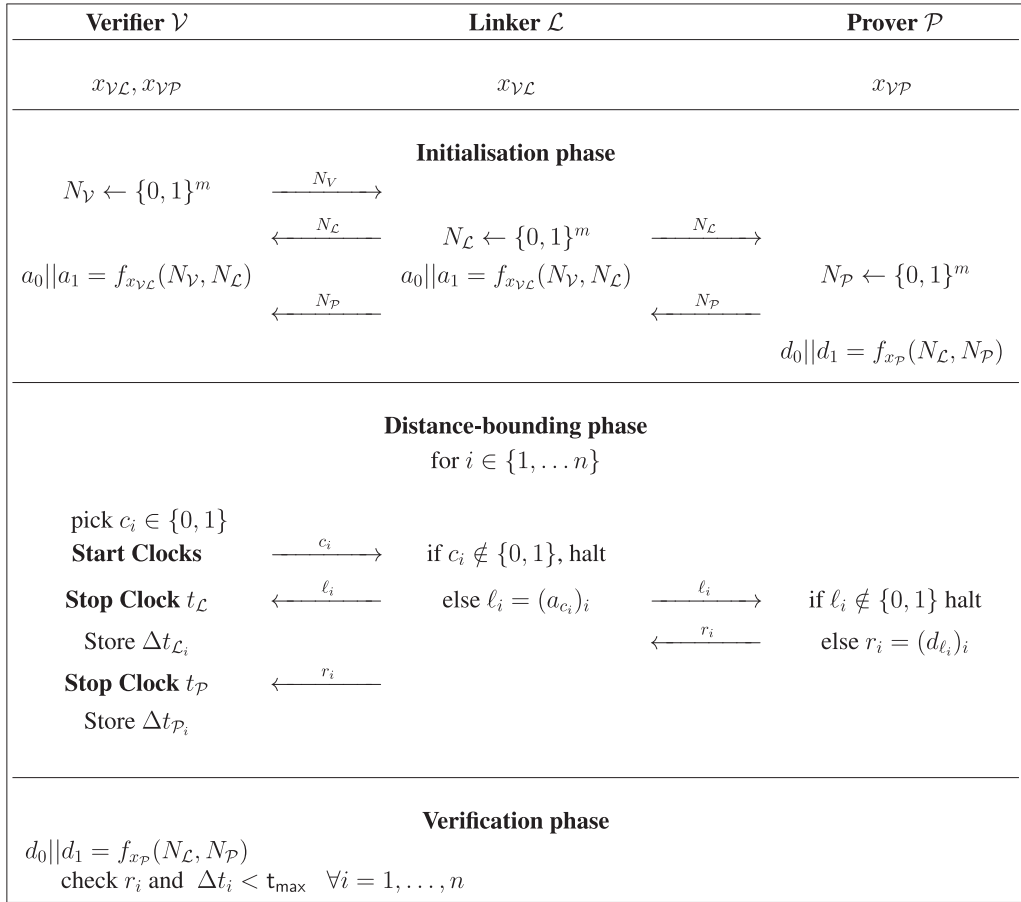 Verifier 𝒱 Linker ℒ Prover 𝒫
x_{𝒱ℒ}, x_{𝒱𝒫} x_{𝒱ℒ} x_{𝒱𝒫}
Initialisation phase
N_𝒱 ← {0, 1}^m N_V
N_ℒ N_ℒ ← {0, 1}^m N_ℒ
a_0||a_1 = f_{x_{𝒱ℒ}}(N_𝒱, N_ℒ) a_0||a_1 = f_{x_{𝒱ℒ}}(N_𝒱, N_ℒ) N_𝒫 ← {0, 1}^m
N_𝒫 N_𝒫
d_0||d_1 = f_{x_𝒫}(N_ℒ, N_𝒫)
Distance-bounding phase
for i ∈ {1, … n}
pick c_i ∈ {0, 1}
Start Clocks c_i if c_i ∉ {0, 1}, halt
Stop Clock t_ℒ ℓ_i else ℓ_i = (a_{c_i})_i ℓ_i if ℓ_i ∉ {0, 1} halt
Store Δt_{ℒ_i} r_i else r_i = (d_{ℓ_i})_i
Stop Clock t_𝒫 r_i
Store Δt_{𝒫_i}
Verification phase
d_0||d_1 = f_{x_𝒫}(N_ℒ, N_𝒫)
check r_i and Δt_i < t_max ∀i = 1, …, n